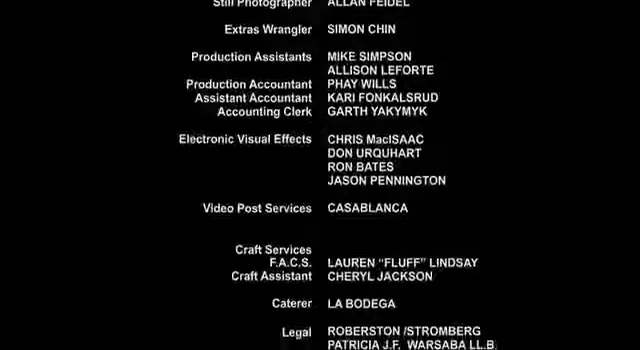 Still Photographer ALLAN FEIDEL
Extras Wrangler SIMON CHIN
Production Assistants MIKE SIMPSON
ALLISON LEFORTE
Production Accountant PHAY WILLS
Assistant Accountant KARI FONKALSRUD
Accounting Clerk GARTH YAKYMYK
Electronic Visual Effects CHRIS MacISAAC
DON URQUHART
RON BATES
JASON PENNINGTON
Video Post Services CASABLANCA
Craft Services
F.A.C.S. LAUREN "FLUFF" LINDSAY
Craft Assistant CHERYL JACKSON
Caterer LA BODEGA
Legal ROBERSTON /STROMBERG
PATRICIA J.F. WARSABA LL.B.